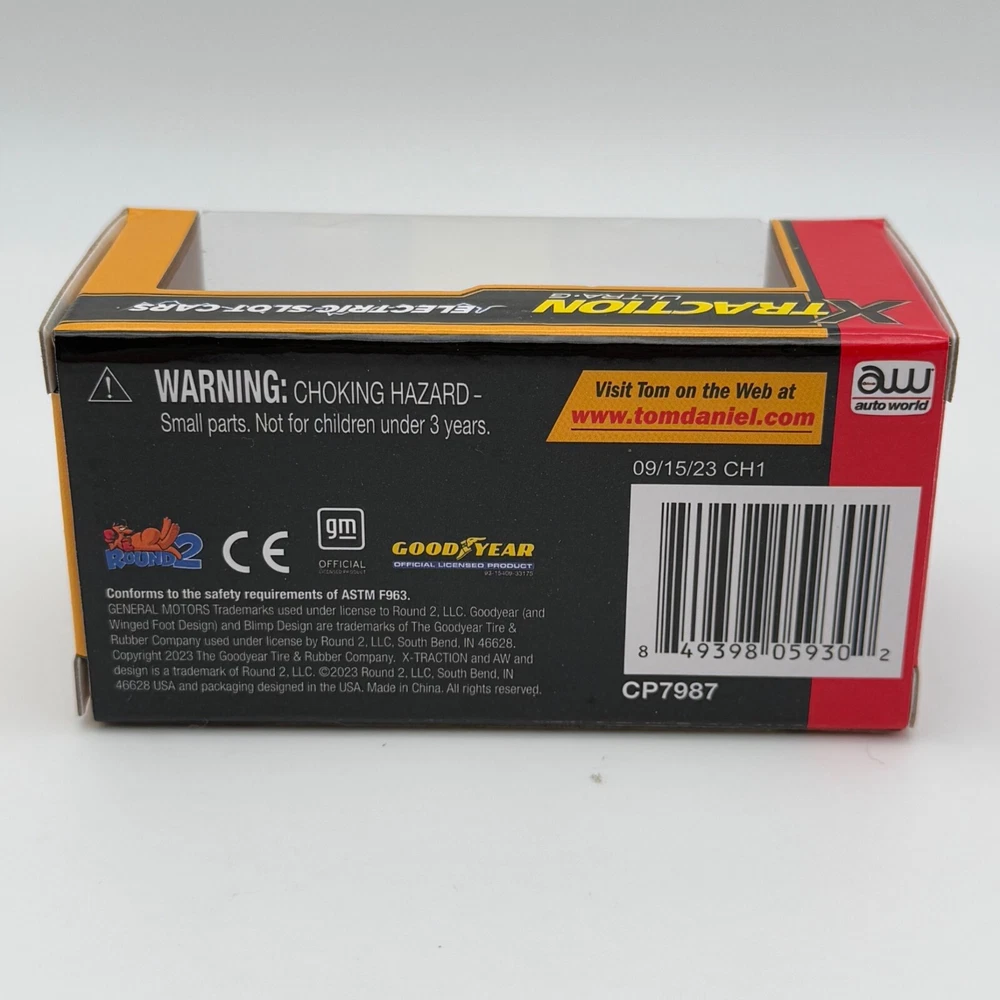 XTRACTION
ULTRA·G
ELECTRIC SLOT CARS
WARNING: CHOKING HAZARD –
Small parts. Not for children under 3 years.
Visit Tom on the Web at
www.tomdaniel.com
aw
auto world
09/15/23 CH1
ROUND 2
CE
gm
OFFICIAL
LICENSED PRODUCT
GOODYEAR
OFFICIAL LICENSED PRODUCT
Conforms to the safety requirements of ASTM F963.
GENERAL MOTORS Trademarks used under license to Round 2, LLC. Goodyear (and
Winged Foot Design) and Blimp Design are trademarks of The Goodyear Tire &
Rubber Company used under license by Round 2, LLC, South Bend, IN 46628.
Copyright 2023 The Goodyear Tire & Rubber Company. X-TRACTION and AW and
design is a trademark of Round 2, LLC. ©2023 Round 2, LLC, South Bend, IN
46628 USA and packaging designed in the USA. Made in China. All rights reserved.
8 49398 05930 2
CP7987